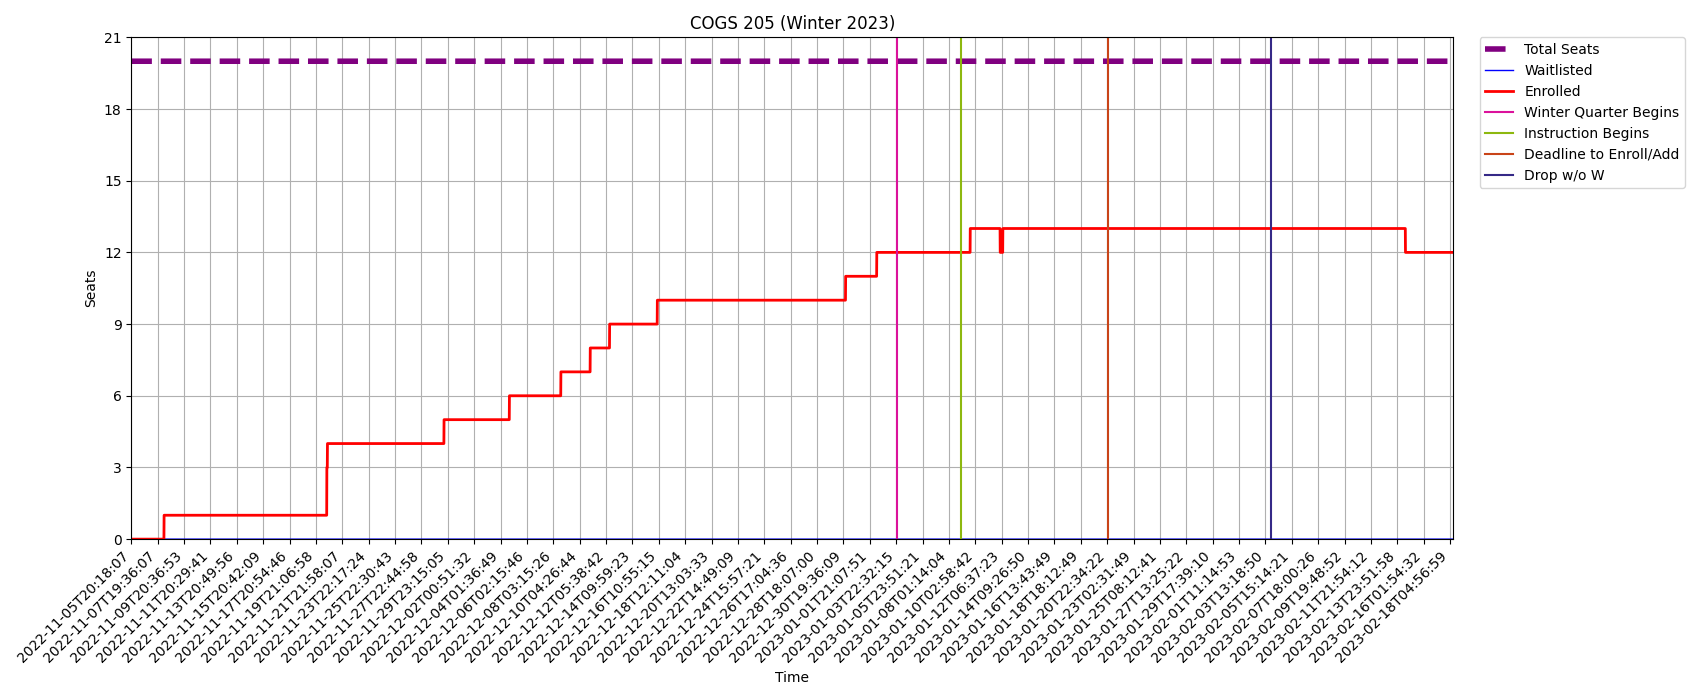 COGS 205 (Winter 2023)
21
18
15
12
9
6
3
0
Seats
2022-11-05T20:18:07
2022-11-07T19:36:07
2022-11-09T20:36:53
2022-11-11T20:29:41
2022-11-13T20:49:56
2022-11-15T20:42:09
2022-11-17T20:54:46
2022-11-19T21:06:58
2022-11-21T21:58:07
2022-11-23T22:17:24
2022-11-25T22:30:43
2022-11-27T22:44:58
2022-11-29T23:15:05
2022-12-02T00:51:32
2022-12-04T01:36:49
2022-12-06T02:15:46
2022-12-08T03:15:26
2022-12-10T04:26:44
2022-12-12T05:38:42
2022-12-14T09:59:23
2022-12-16T10:55:15
2022-12-18T12:11:04
2022-12-20T13:03:33
2022-12-22T14:49:09
2022-12-24T15:57:21
2022-12-26T17:04:36
2022-12-28T18:07:00
2022-12-30T19:36:09
2023-01-01T21:07:51
2023-01-03T22:32:15
2023-01-05T23:51:21
2023-01-08T01:14:04
2023-01-10T02:58:42
2023-01-12T06:37:23
2023-01-14T09:26:50
2023-01-16T13:43:49
2023-01-18T18:12:49
2023-01-20T22:34:22
2023-01-23T02:31:49
2023-01-25T08:12:41
2023-01-27T13:25:22
2023-01-29T17:39:10
2023-02-01T11:14:53
2023-02-03T13:18:50
2023-02-05T15:14:21
2023-02-07T18:00:26
2023-02-09T19:48:52
2023-02-11T21:54:12
2023-02-13T23:51:58
2023-02-16T01:54:32
2023-02-18T04:56:59
Time
Total Seats
Waitlisted
Enrolled
Winter Quarter Begins
Instruction Begins
Deadline to Enroll/Add
Drop w/o W